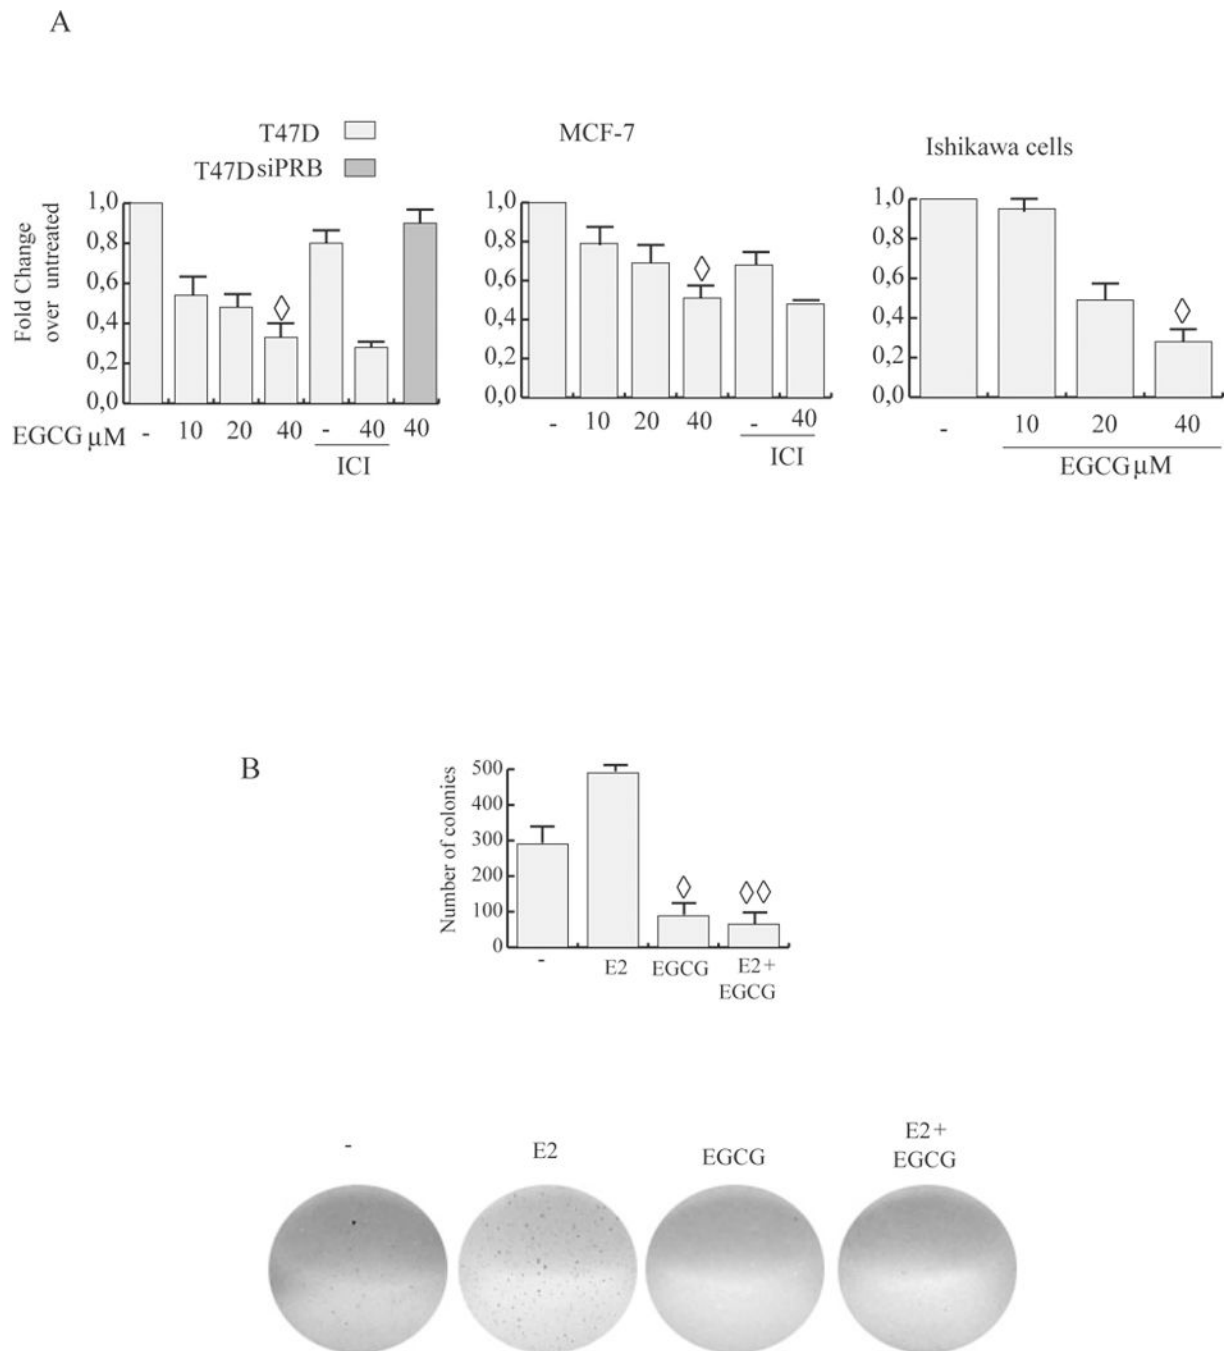 A
T47D
T47D siPRB
MCF-7
Ishikawa cells
Fold Change
over untreated
1,0
0,8
0,6
0,4
0,2
0,0
1,0
0,8
0,6
0,4
0,2
0,0
1,0
0,8
0,6
0,4
0,2
0,0
EGCG μM - 10 20 40 - 40 40
ICI
- 10 20 40 - 40
ICI
- 10 20 40
EGCG μM
B
Number of colonies
500
400
300
200
100
0
- E2 EGCG E2+
EGCG
- E2 EGCG E2+
EGCG